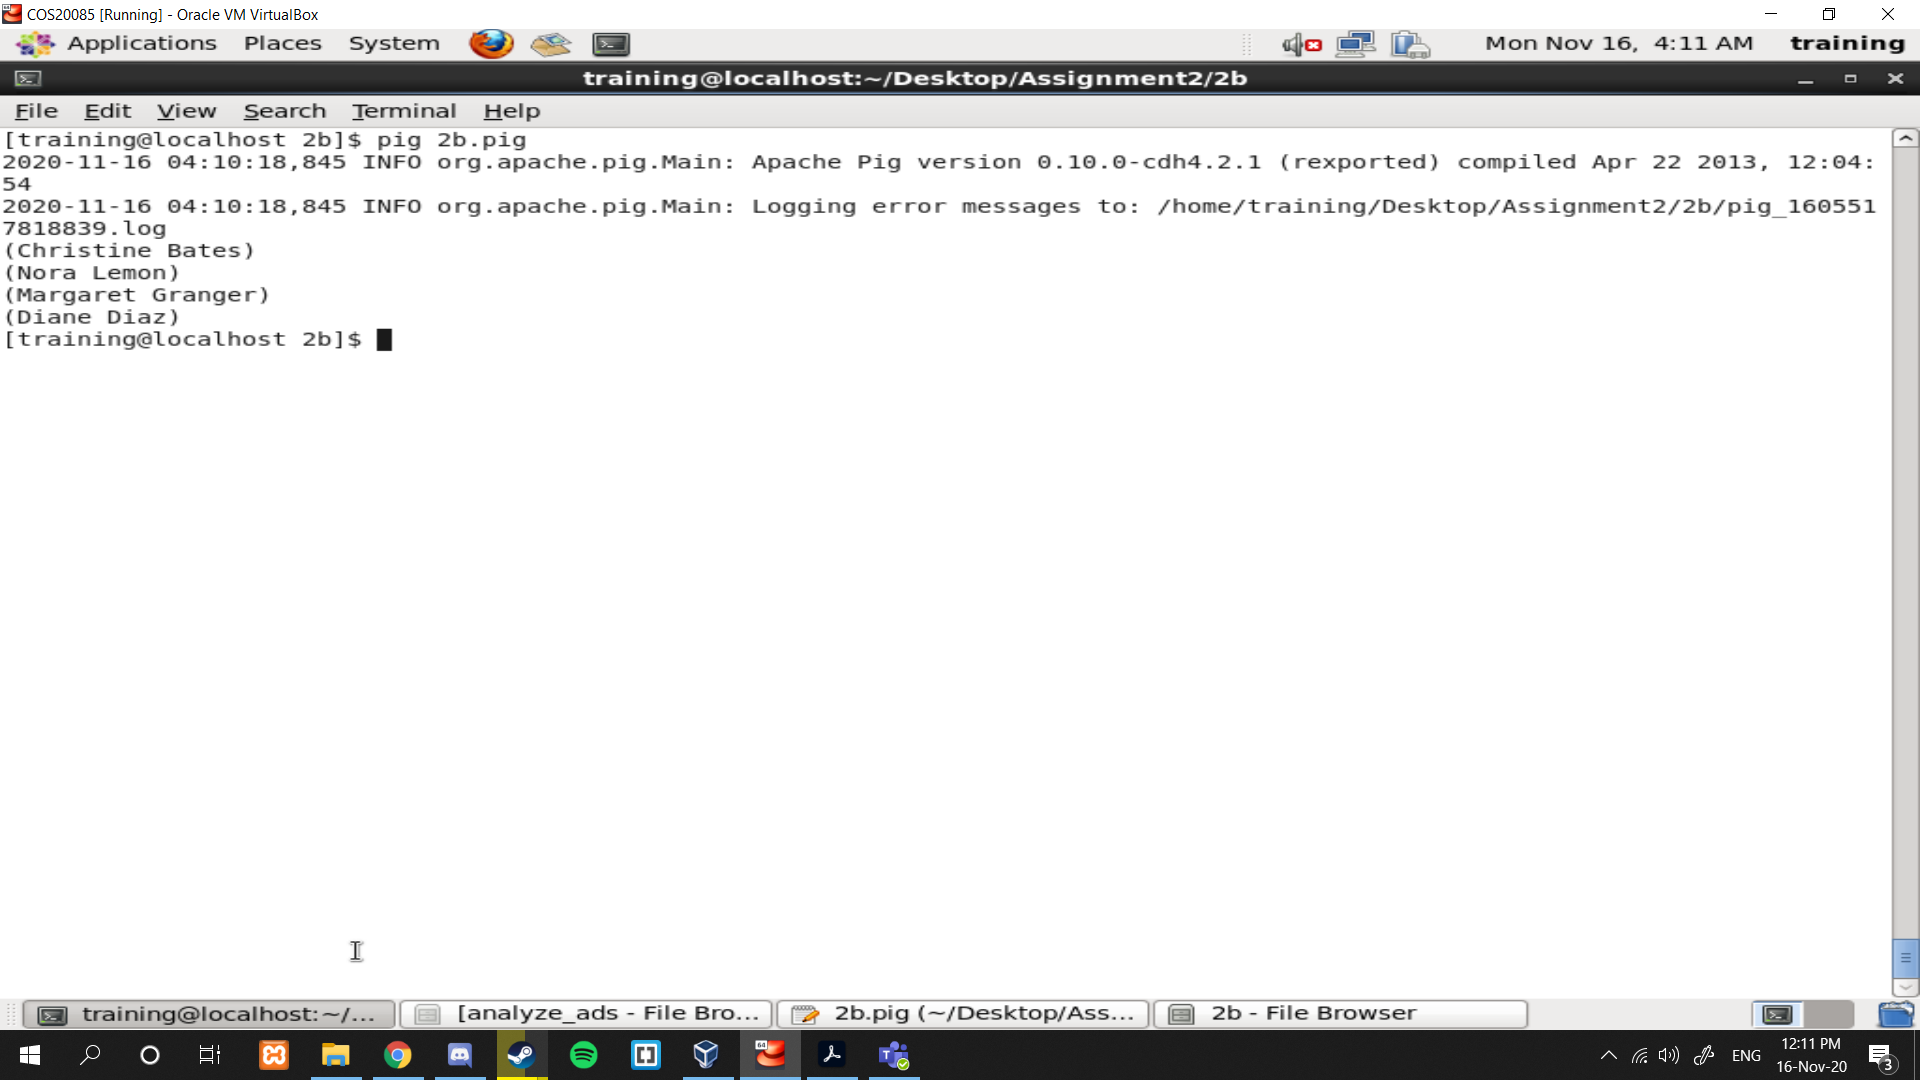 COS20085 [Running] - Oracle VM VirtualBox
Applications Places System Mon Nov 16, 4:11 AM training
training@localhost:~/Desktop/Assignment2/2b
File Edit View Search Terminal Help
[training@localhost 2b]$ pig 2b.pig
2020-11-16 04:10:18,845 INFO org.apache.pig.Main: Apache Pig version 0.10.0-cdh4.2.1 (rexported) compiled Apr 22 2013, 12:04:
54
2020-11-16 04:10:18,845 INFO org.apache.pig.Main: Logging error messages to: /home/training/Desktop/Assignment2/2b/pig_160551
7818839.log
(Christine Bates)
(Nora Lemon)
(Margaret Granger)
(Diane Diaz)
[training@localhost 2b]$
training@localhost:~/... [analyze_ads - File Bro... 2b.pig (~/Desktop/Ass... 2b - File Browser
ENG 12:11 PM
16-Nov-20 3